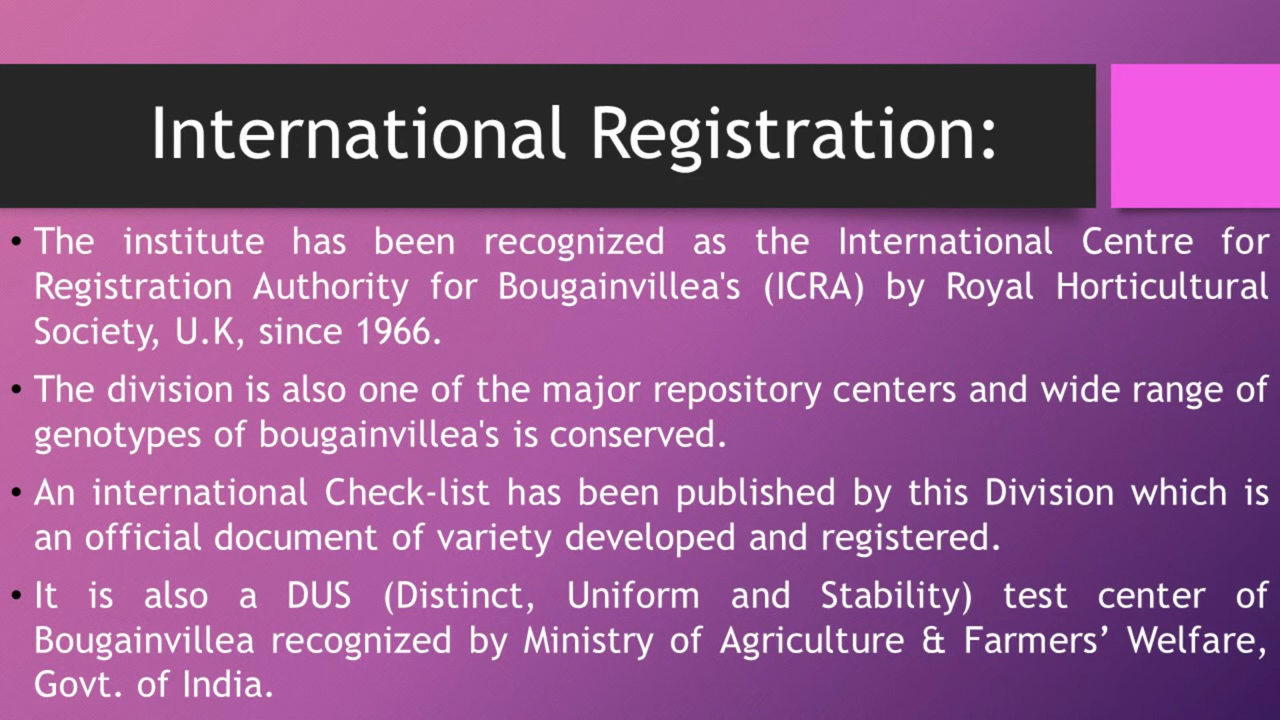 International Registration:
• The institute has been recognized as the International Centre for
Registration Authority for Bougainvillea's (ICRA) by Royal Horticultural
Society, U.K, since 1966.
• The division is also one of the major repository centers and wide range of
genotypes of bougainvillea's is conserved.
• An international Check-list has been published by this Division which is
an official document of variety developed and registered.
• It is also a DUS (Distinct, Uniform and Stability) test center of
Bougainvillea recognized by Ministry of Agriculture & Farmers’ Welfare,
Govt. of India.